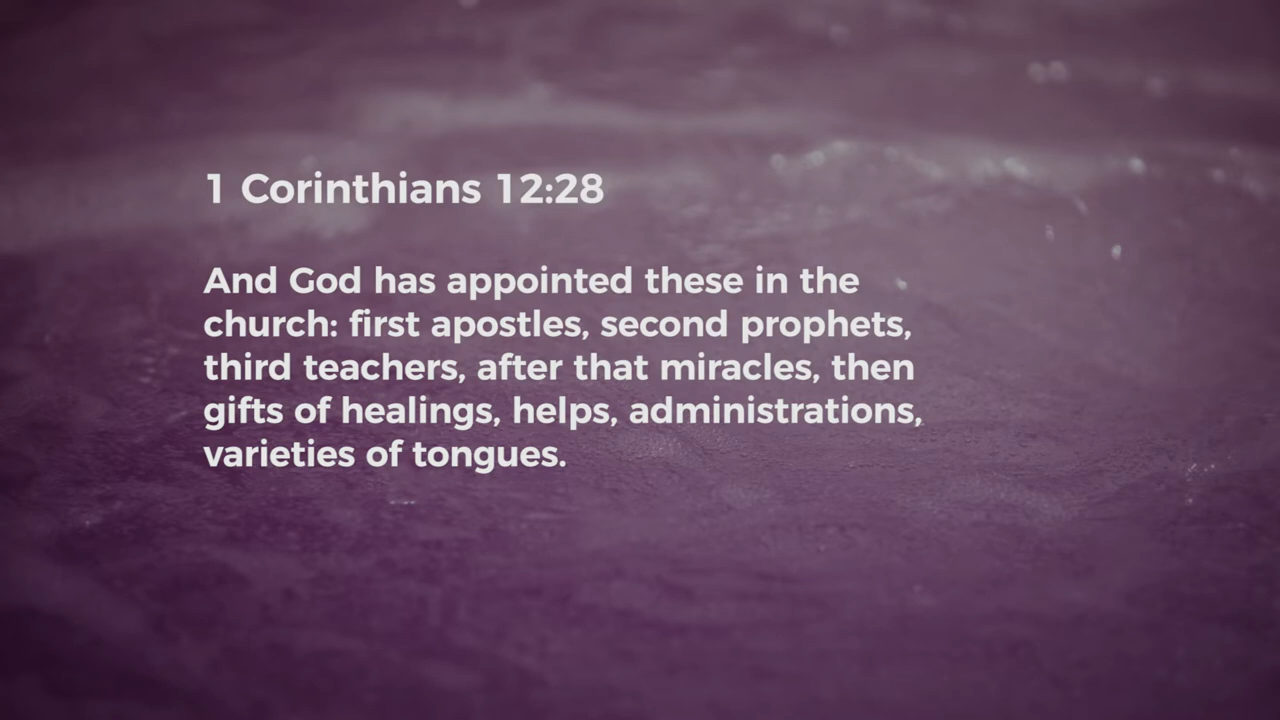 1 Corinthians 12:28
And God has appointed these in the
church: first apostles, second prophets,
third teachers, after that miracles, then
gifts of healings, helps, administrations,
varieties of tongues.